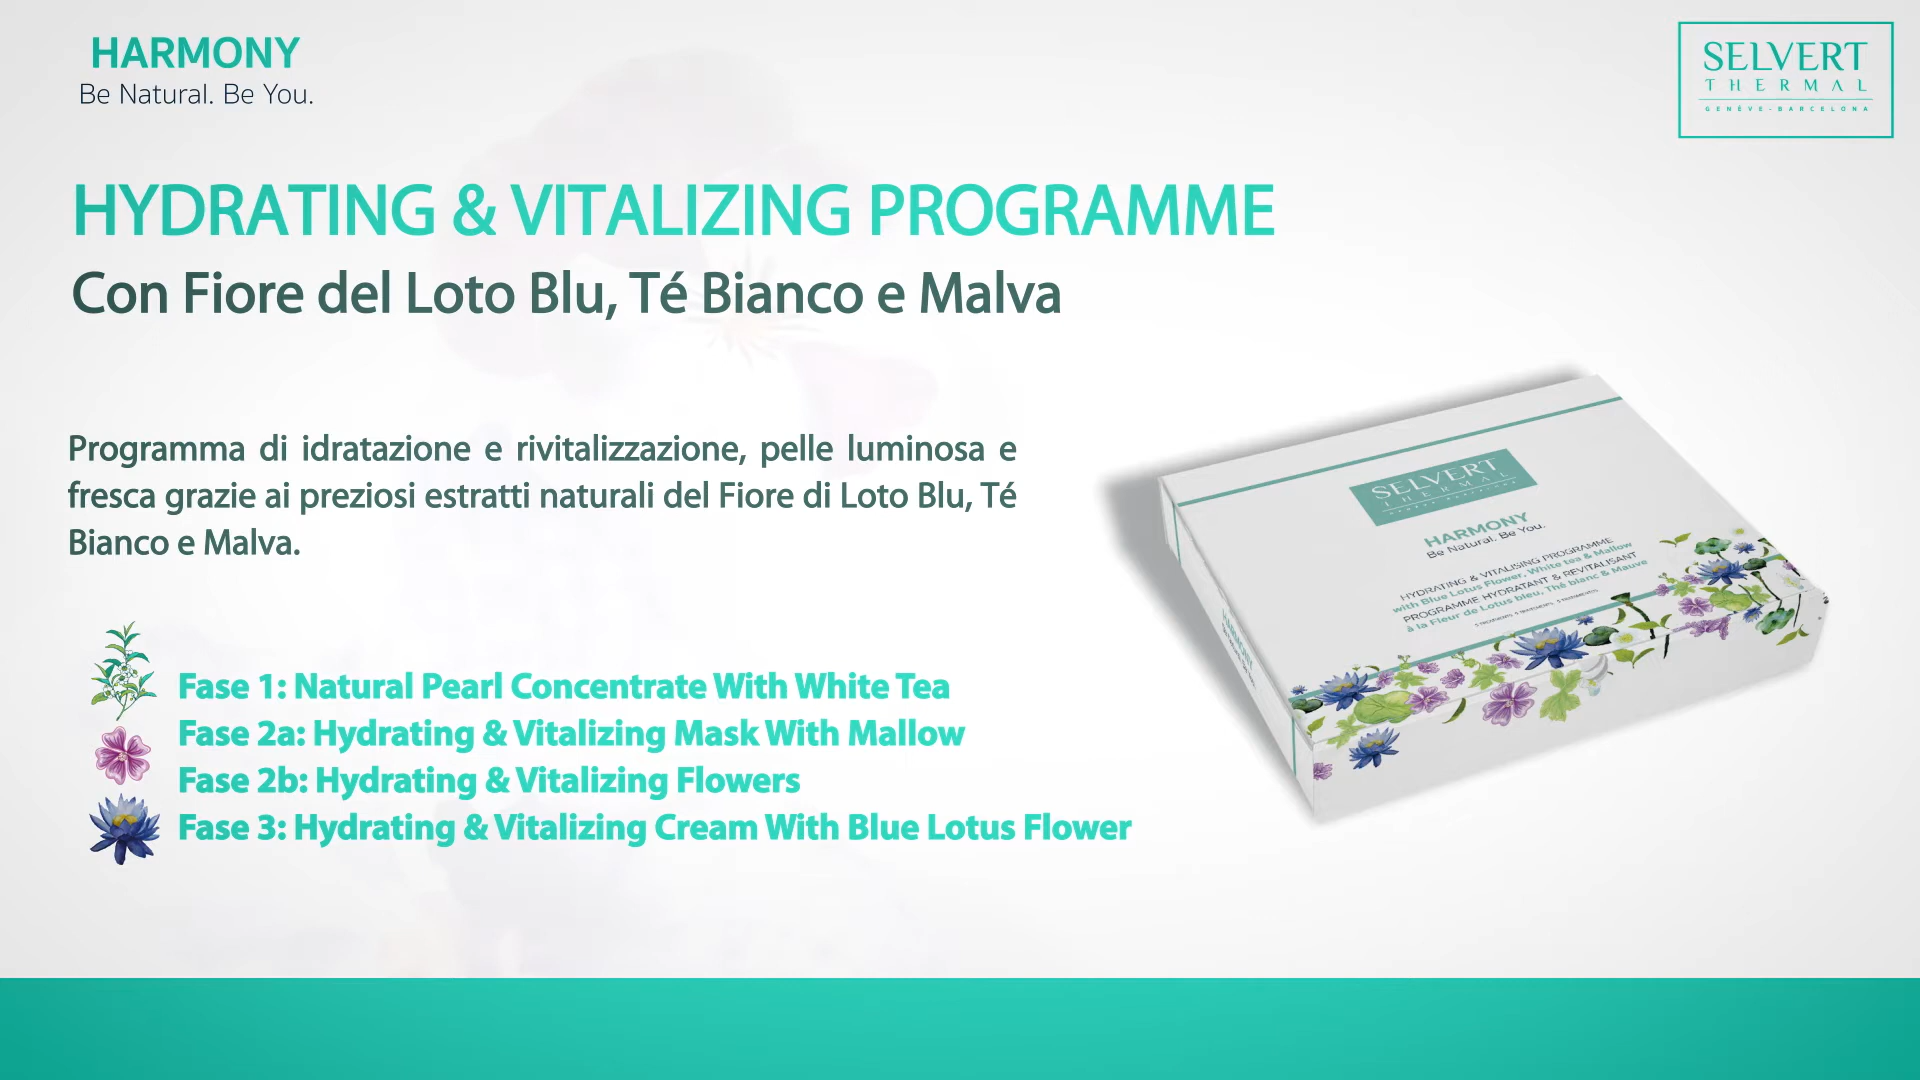 HARMONY
Be Natural. Be You.
SELVERT
THERMAL
GENÈVE-BARCELONA
HYDRATING & VITALIZING PROGRAMME
Con Fiore del Loto Blu, Té Bianco e Malva
Programma di idratazione e rivitalizzazione, pelle luminosa e
fresca grazie ai preziosi estratti naturali del Fiore di Loto Blu, Té
Bianco e Malva.
Fase 1: Natural Pearl Concentrate With White Tea
Fase 2a: Hydrating & Vitalizing Mask With Mallow
Fase 2b: Hydrating & Vitalizing Flowers
Fase 3: Hydrating & Vitalizing Cream With Blue Lotus Flower
SELVERT
THERMAL
HARMONY
Be Natural. Be You.
HYDRATING & VITALISING PROGRAMME
with Blue Lotus Flower, White tea & Mallow
PROGRAMME HYDRATANT & REVITALISANT
à la Fleur de Lotus bleu, Thé blanc & Mauve
HARMONY